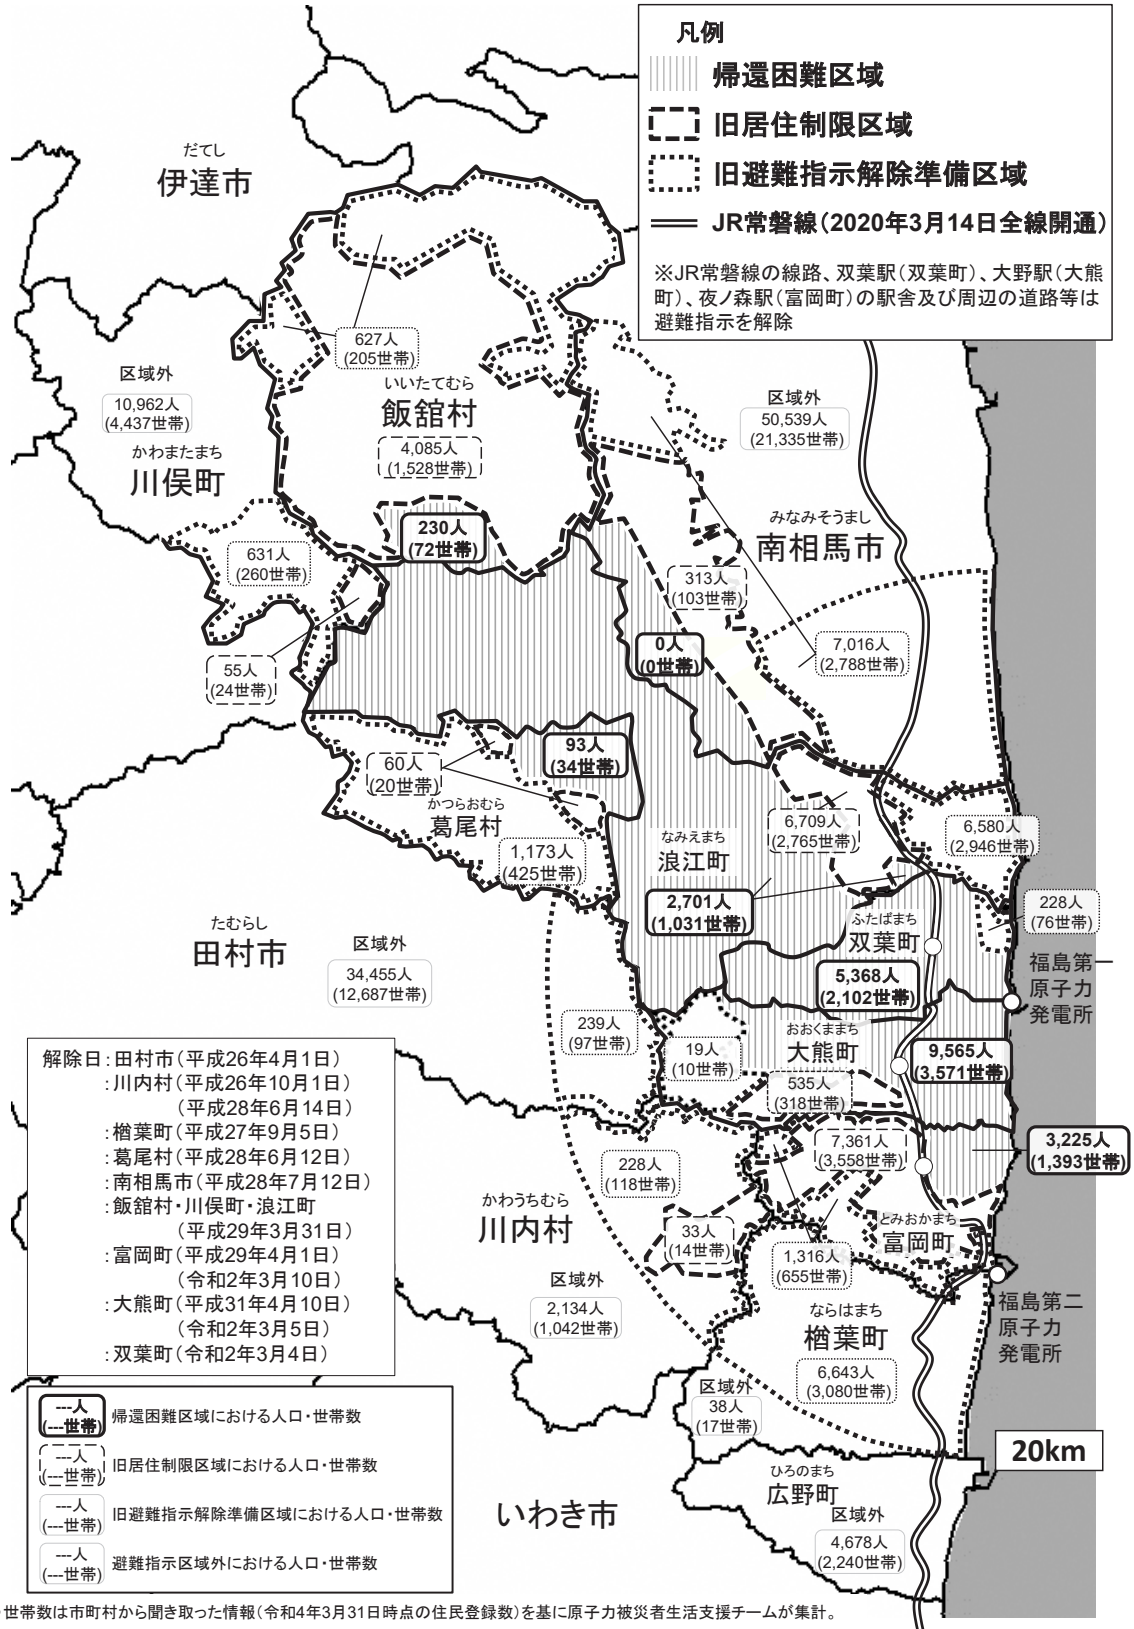 凡例
帰還困難区域
旧居住制限区域
旧避難指示解除準備区域
JR常磐線（2020年3月14日全線開通）
※JR常磐線の線路、双葉駅（双葉町）、大野駅（大熊
町）、夜ノ森駅（富岡町）の駅舎及び周辺の道路等は
避難指示を解除
だてし
伊達市
627人
(205世帯)
区域外
10,962人
(4,437世帯)
かわまたまち
川俣町
いいたてむら
飯舘村
4,085人
(1,528世帯)
区域外
50,539人
(21,335世帯)
230人
(72世帯)
みなみそうまし
南相馬市
631人
(260世帯)
313人
(103世帯)
0人
(0世帯)
7,016人
(2,788世帯)
55人
(24世帯)
93人
(34世帯)
60人
(20世帯)
かつらおむら
葛尾村
1,173人
(425世帯)
なみえまち
浪江町
6,709人
(2,765世帯)
6,580人
(2,946世帯)
2,701人
(1,031世帯)
228人
(76世帯)
ふたばまち
双葉町
5,368人
(2,102世帯)
福島第一
原子力
発電所
たむらし
田村市
区域外
34,455人
(12,687世帯)
239人
(97世帯)
19人
(10世帯)
おおくままち
大熊町
9,565人
(3,571世帯)
535人
(318世帯)
解除日：田村市（平成26年4月1日）
：川内村（平成26年10月1日）
（平成28年6月14日）
：楢葉町（平成27年9月5日）
：葛尾村（平成28年6月12日）
：南相馬市（平成28年7月12日）
：飯舘村・川俣町・浪江町
（平成29年3月31日）
：富岡町（平成29年4月1日）
（令和2年3月10日）
：大熊町（平成31年4月10日）
（令和2年3月5日）
：双葉町（令和2年3月4日）
7,361人
(3,558世帯)
3,225人
(1,393世帯)
228人
(118世帯)
かわうちむら
川内村
33人
(14世帯)
とみおかまち
富岡町
1,316人
(655世帯)
区域外
2,134人
(1,042世帯)
福島第二
原子力
発電所
ならはまち
楢葉町
6,643人
(3,080世帯)
区域外
38人
(17世帯)
20km
ひろのまち
広野町
区域外
4,678人
(2,240世帯)
いわき市
---人
(---世帯)
帰還困難区域における人口・世帯数
---人
(---世帯)
旧居住制限区域における人口・世帯数
---人
(---世帯)
旧避難指示解除準備区域における人口・世帯数
---人
(---世帯)
避難指示区域外における人口・世帯数
世帯数は市町村から聞き取った情報（令和4年3月31日時点の住民登録数）を基に原子力被災者生活支援チームが集計。